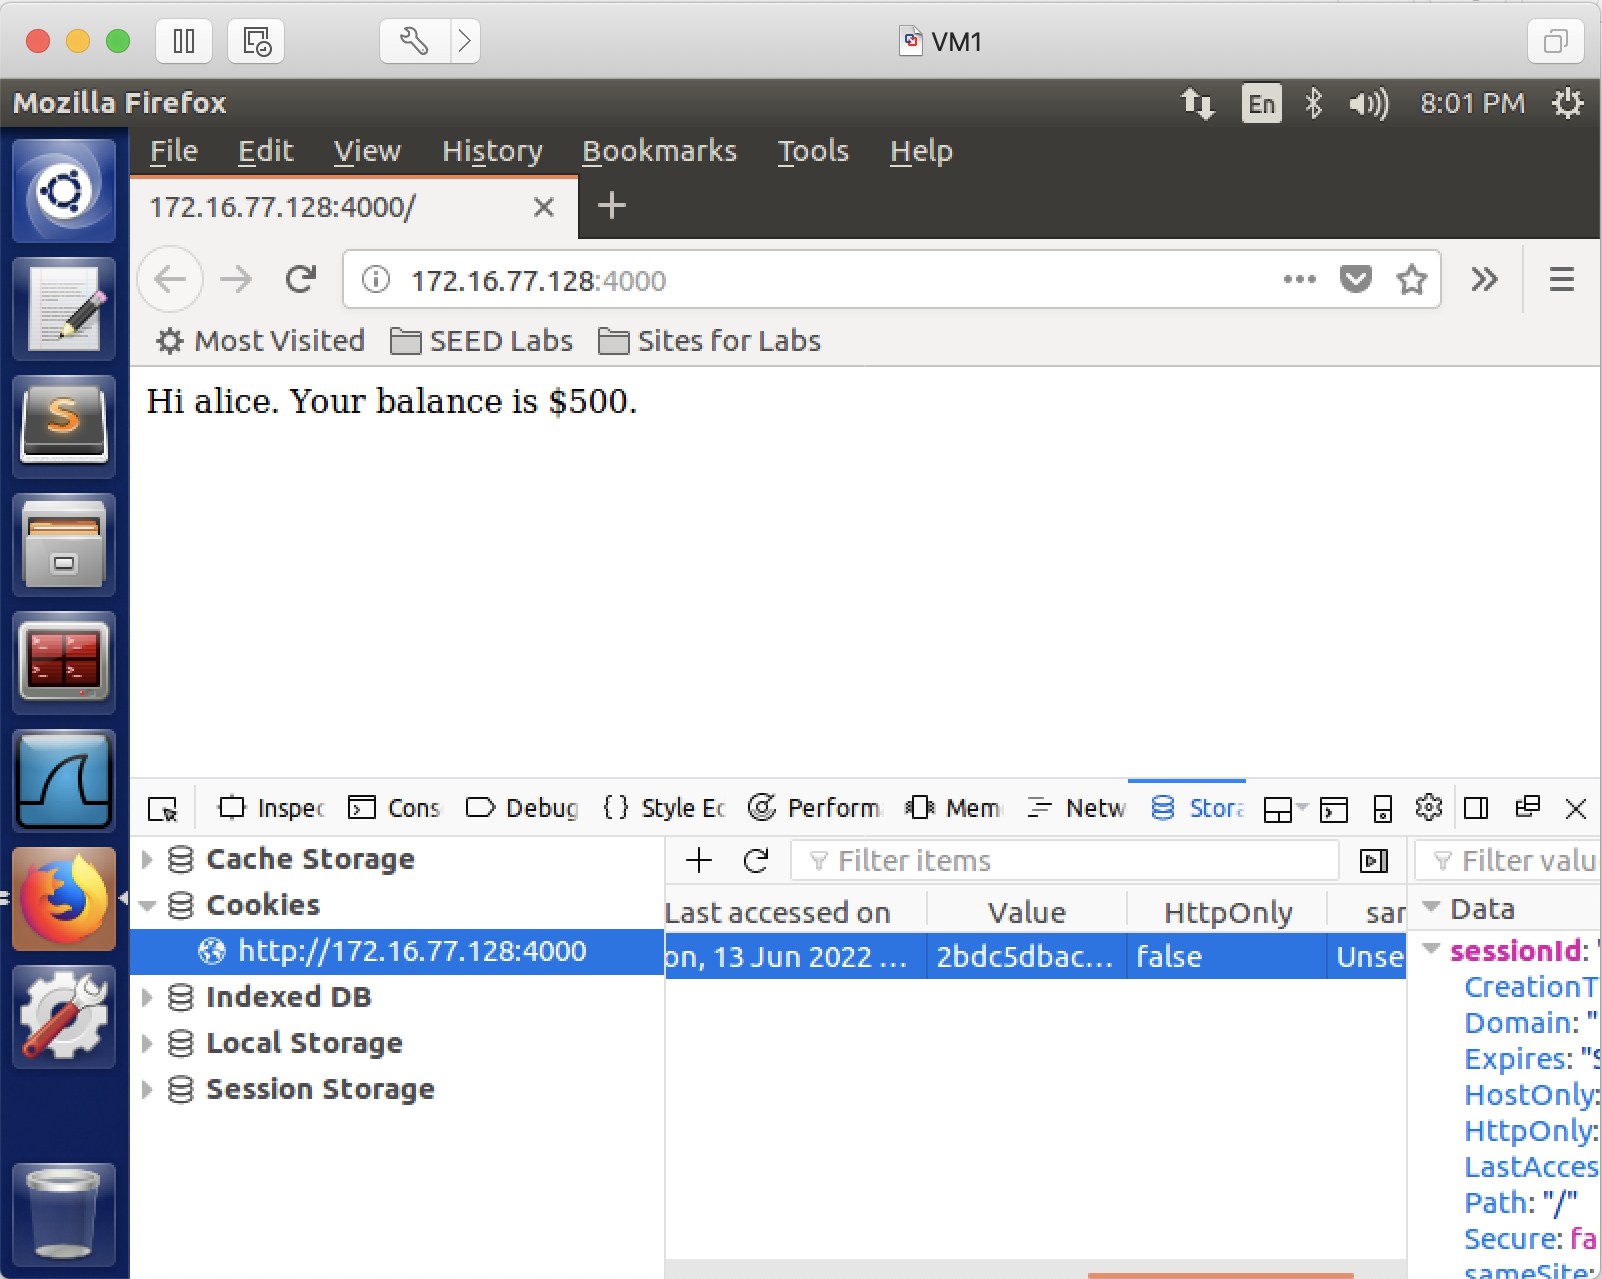 VM1
Mozilla Firefox
En
8:01 PM
File Edit View History Bookmarks Tools Help
172.16.77.128:4000/
172.16.77.128:4000
Most Visited SEED Labs Sites for Labs
Hi alice. Your balance is $500.
Inspec Cons Debug Style Ec Perform Mem Netw Stora
Cache Storage
Cookies
http://172.16.77.128:4000
Indexed DB
Local Storage
Session Storage
Filter items
Last accessed on Value HttpOnly sar
on, 13 Jun 2022 ... 2bdc5dbac... false Unse
Filter valu
Data
sessionId: '
CreationT
Domain: "
Expires: "S
HostOnly:
HttpOnly:
LastAcces
Path: "/"
Secure: fa
sameSite: